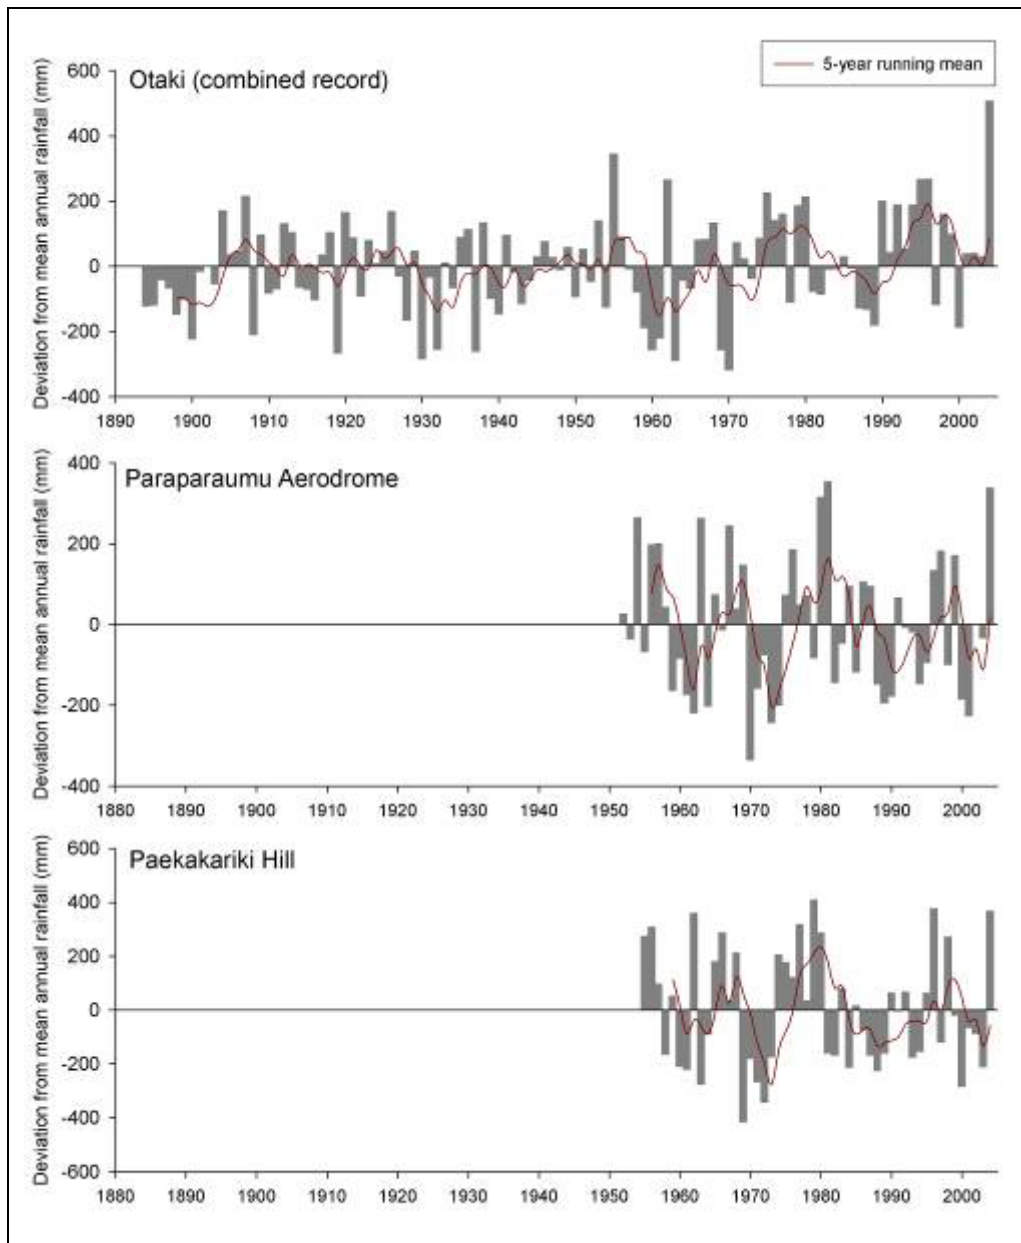 Otaki (combined record)
5-year running mean
Deviation from mean annual rainfall (mm)
600
400
200
0
-200
-400
1890 1900 1910 1920 1930 1940 1950 1960 1970 1980 1990 2000
Paraparaumu Aerodrome
Deviation from mean annual rainfall (mm)
400
200
0
-200
-400
1880 1890 1900 1910 1920 1930 1940 1950 1960 1970 1980 1990 2000
Paekakariki Hill
Deviation from mean annual rainfall (mm)
600
400
200
0
-200
-400
-600
1880 1890 1900 1910 1920 1930 1940 1950 1960 1970 1980 1990 2000